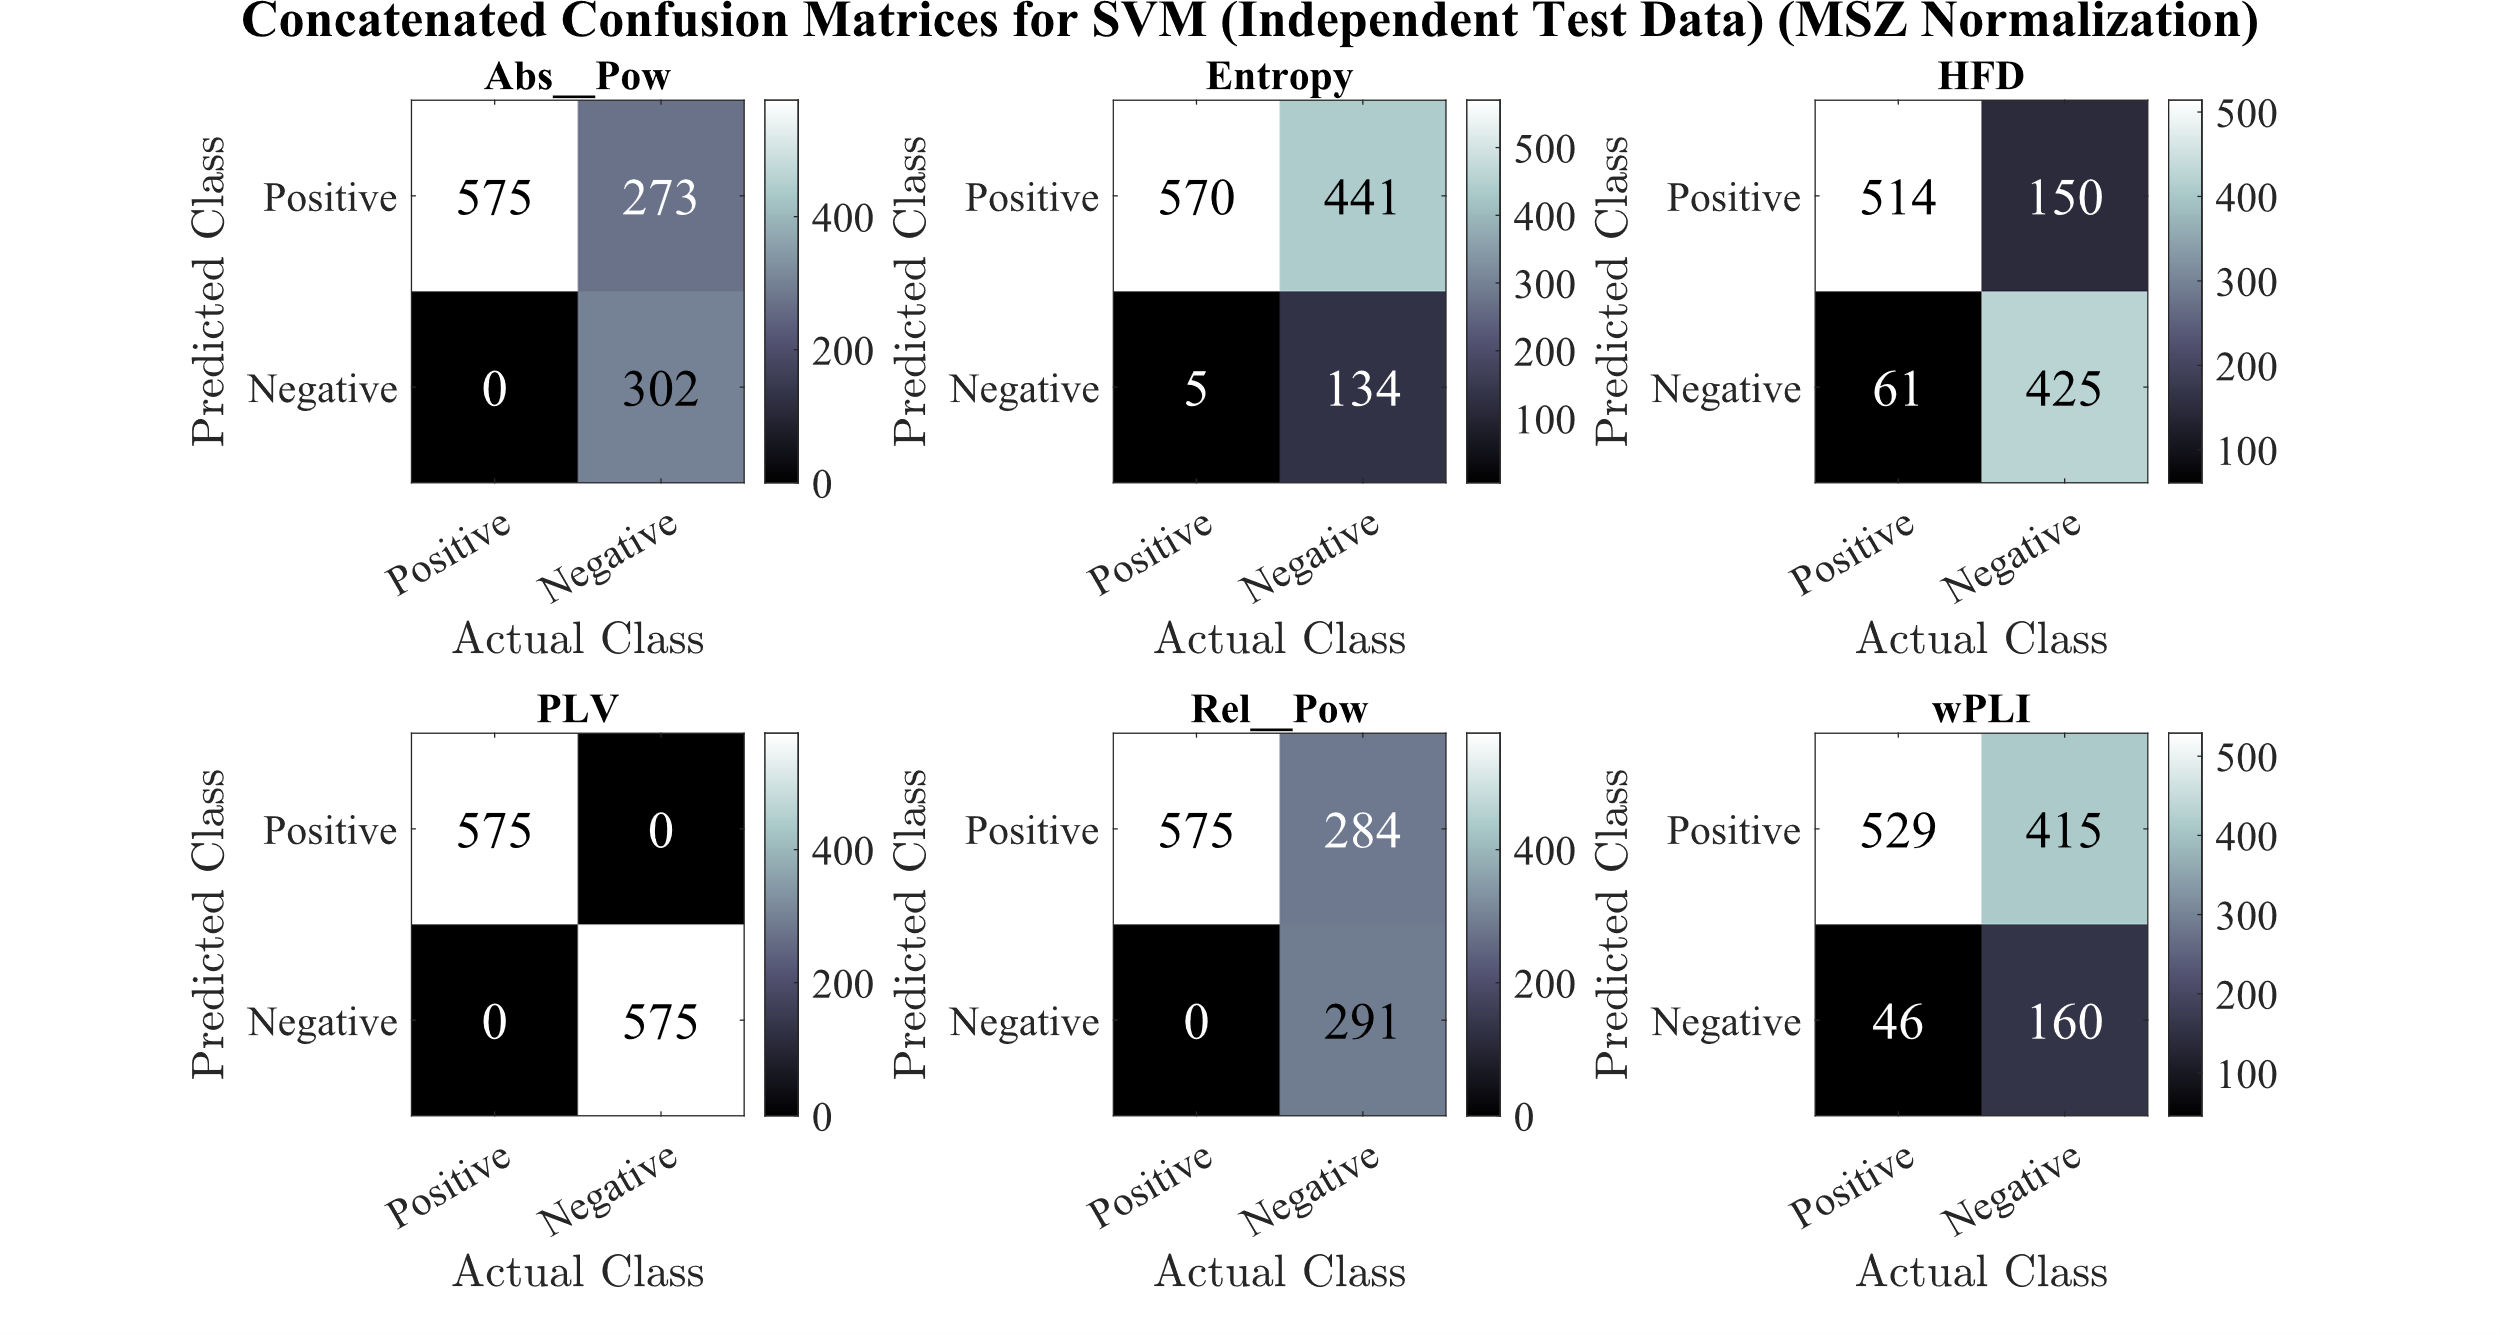 Concatenated Confusion Matrices for SVM (Independent Test Data) (MSZ Normalization)
Abs__Pow
Predicted Class
Positive
Negative
575
273
0
302
400
200
0
Positive
Negative
Actual Class
Entropy
Predicted Class
Positive
Negative
570
441
5
134
500
400
300
200
100
Positive
Negative
Actual Class
HFD
Predicted Class
Positive
Negative
514
150
61
425
500
400
300
200
100
Positive
Negative
Actual Class
PLV
Predicted Class
Positive
Negative
575
0
0
575
400
200
0
Positive
Negative
Actual Class
Rel__Pow
Predicted Class
Positive
Negative
575
284
0
291
400
200
0
Positive
Negative
Actual Class
wPLI
Predicted Class
Positive
Negative
529
415
46
160
500
400
300
200
100
Positive
Negative
Actual Class